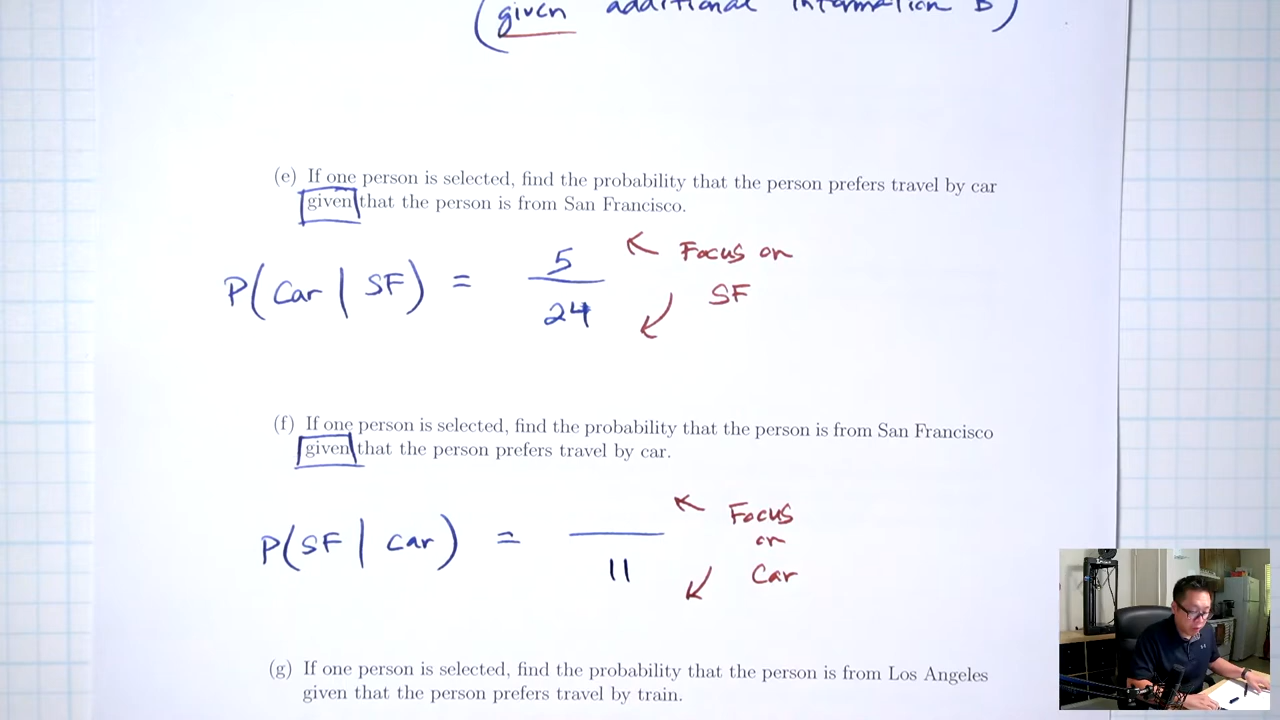 (given additional information B)
(e) If one person is selected, find the probability that the person prefers travel by car
given that the person is from San Francisco.
P(Car | SF) = 5/24
Focus on
SF
(f) If one person is selected, find the probability that the person is from San Francisco
given that the person prefers travel by car.
P(SF | Car) = /11
Focus
on
Car
(g) If one person is selected, find the probability that the person is from Los Angeles
given that the person prefers travel by train.